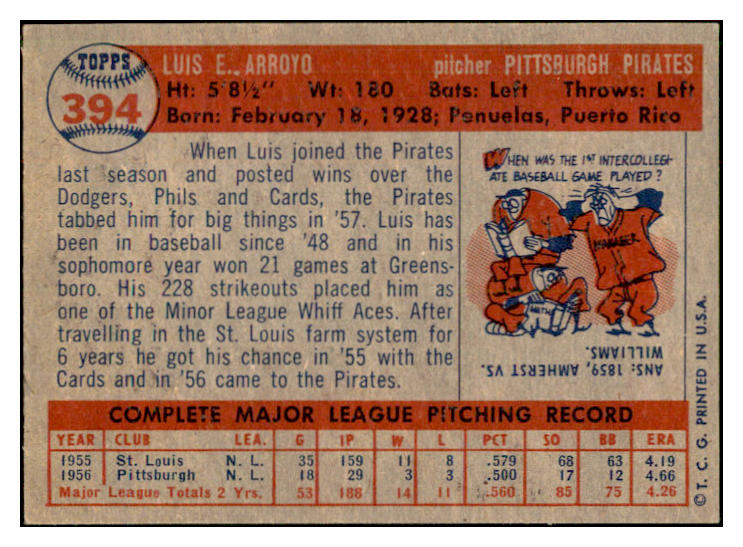 TOPPS
394
LUIS E. ARROYO pitcher PITTSBURGH PIRATES
Ht: 5'8½" Wt: 180 Bats: Left Throws: Left
Born: February 18, 1928; Penuelas, Puerto Rico
When Luis joined the Pirates
last season and posted wins over the
Dodgers, Phils and Cards, the Pirates
tabbed him for big things in '57. Luis has
been in baseball since '48 and in his
sophomore year won 21 games at Greens-
boro. His 228 strikeouts placed him as
one of the Minor League Whiff Aces. After
travelling in the St. Louis farm system for
6 years he got his chance in '55 with the
Cards and in '56 came to the Pirates.
WHEN WAS THE 1ST INTERCOLLEGI-
ATE BASEBALL GAME PLAYED?
MANAGER
MATH
ANS: 1859, AMHERST VS.
WILLIAMS.
COMPLETE MAJOR LEAGUE PITCHING RECORD
YEAR CLUB LEA. G IP W L PCT SO BB ERA
1955 St. Louis N. L. 35 159 11 8 .579 68 63 4.19
1956 Pittsburgh N. L. 18 29 3 3 .500 17 12 4.66
Major League Totals 2 Yrs. 53 188 14 11 .560 85 75 4.26
© T. C. G. PRINTED IN U.S.A.